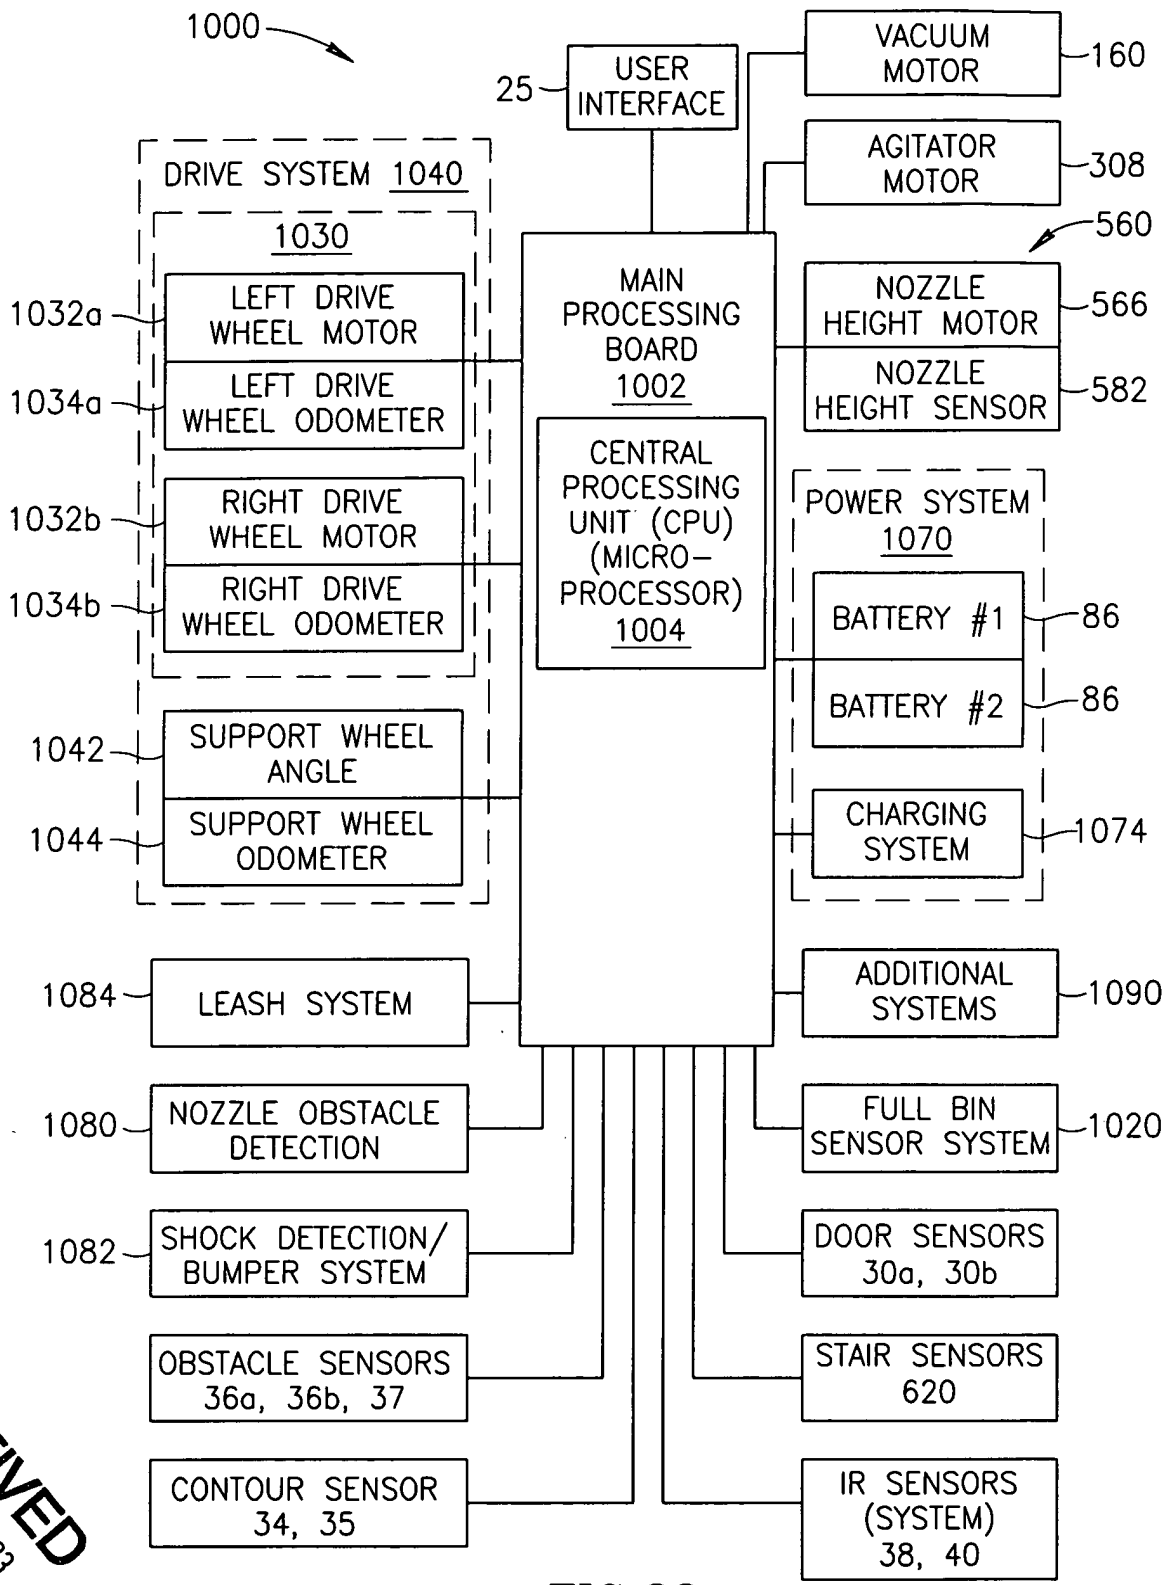 1000
25
USER
INTERFACE
VACUUM
MOTOR
160
AGITATOR
MOTOR
308
560
DRIVE SYSTEM 1040
1030
1032a
LEFT DRIVE
WHEEL MOTOR
1034a
LEFT DRIVE
WHEEL ODOMETER
1032b
RIGHT DRIVE
WHEEL MOTOR
1034b
RIGHT DRIVE
WHEEL ODOMETER
1042
SUPPORT WHEEL
ANGLE
1044
SUPPORT WHEEL
ODOMETER
MAIN
PROCESSING
BOARD
1002
CENTRAL
PROCESSING
UNIT (CPU)
(MICRO-
PROCESSOR)
1004
NOZZLE
HEIGHT MOTOR
566
NOZZLE
HEIGHT SENSOR
582
POWER SYSTEM
1070
BATTERY #1
86
BATTERY #2
86
CHARGING
SYSTEM
1074
1084
LEASH SYSTEM
1080
NOZZLE OBSTACLE
DETECTION
1082
SHOCK DETECTION/
BUMPER SYSTEM
OBSTACLE SENSORS
36a, 36b, 37
CONTOUR SENSOR
34, 35
ADDITIONAL
SYSTEMS
1090
FULL BIN
SENSOR SYSTEM
1020
DOOR SENSORS
30a, 30b
STAIR SENSORS
620
IR SENSORS
(SYSTEM)
38, 40